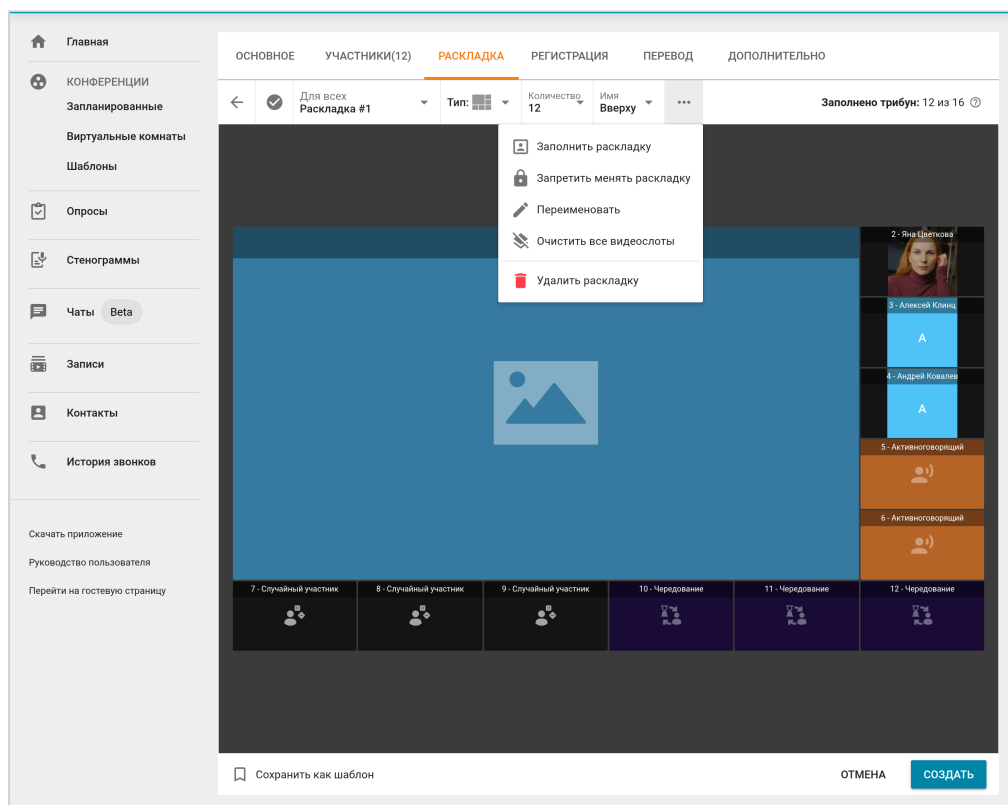 Главная
КОНФЕРЕНЦИИ
Запланированные
Виртуальные комнаты
Шаблоны
Опросы
Стенограммы
Чаты Beta
Записи
Контакты
История звонков
Скачать приложение
Руководство пользователя
Перейти на гостевую страницу
ОСНОВНОЕ УЧАСТНИКИ(12) РАСКЛАДКА РЕГИСТРАЦИЯ ПЕРЕВОД ДОПОЛНИТЕЛЬНО
Для всех
Раскладка #1
Тип:
Количество
12
Имя
Вверху
Заполнено трибун: 12 из 16
Заполнить раскладку
Запретить менять раскладку
Переименовать
Очистить все видеослоты
Удалить раскладку
2 - Яна Цветкова
3 - Алексей Клинц
А
4 - Андрей Ковалев
А
5 - Активноговорящий
6 - Активноговорящий
7 - Случайный участник
8 - Случайный участник
9 - Случайный участник
10 - Чередование
11 - Чередование
12 - Чередование
Сохранить как шаблон
ОТМЕНА
СОЗДАТЬ